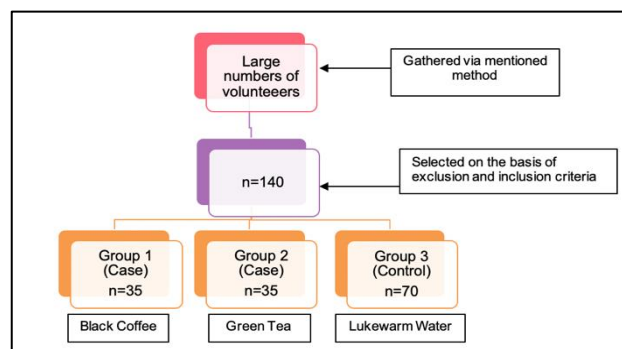 Large
numbers of
volunteeers
Gathered via mentioned
method
n=140
Selected on the basis of
exclusion and inclusion criteria
Group 1
(Case)
n=35
Group 2
(Case)
n=35
Group 3
(Control)
n=70
Black Coffee
Green Tea
Lukewarm Water